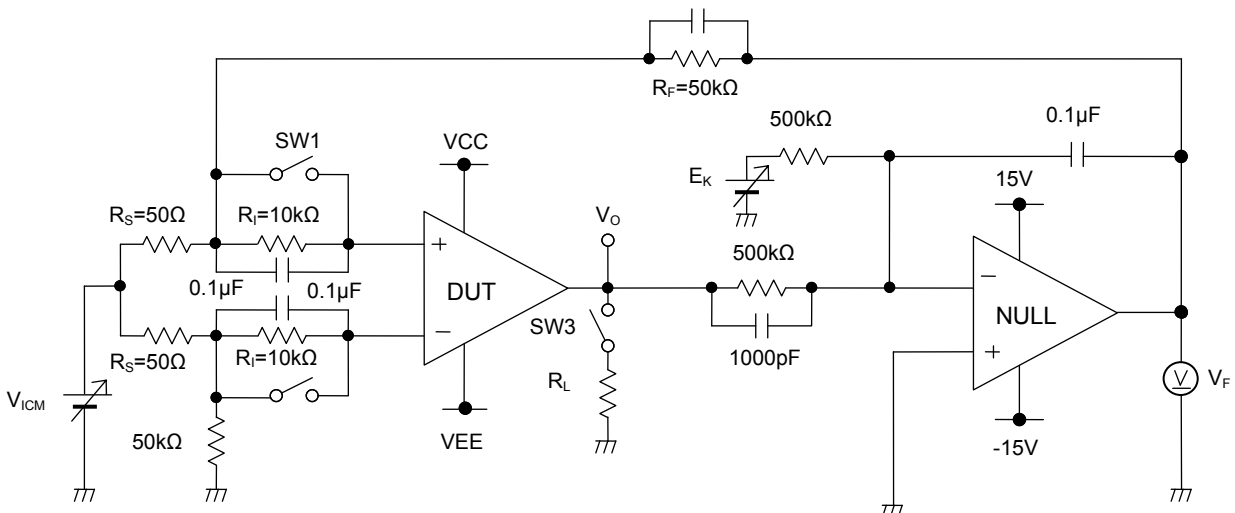 R_F=50kΩ
500kΩ
0.1µF
SW1
VCC
E_K
15V
R_S=50Ω
R_I=10kΩ
V_O
+
500kΩ
−
0.1µF
0.1µF
DUT
NULL
−
SW3
+
R_S=50Ω
R_I=10kΩ
1000pF
V
V_F
R_L
V_ICM
50kΩ
VEE
-15V